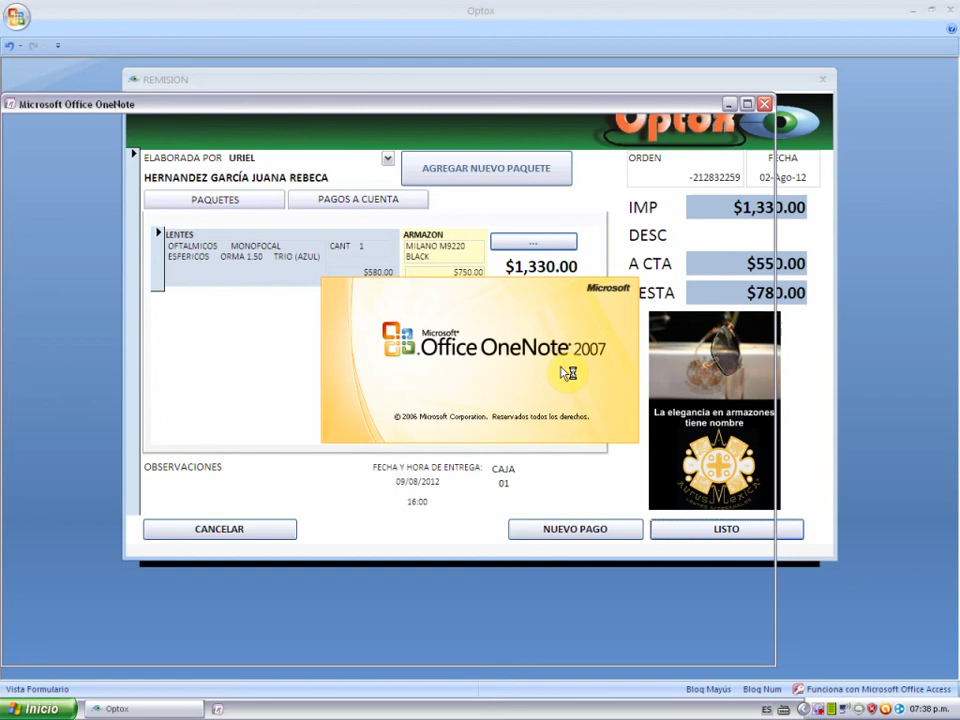 Optox
REMISION
Microsoft Office OneNote
Optox
ELABORADA POR URIEL
AGREGAR NUEVO PAQUETE
ORDEN
FECHA
HERNANDEZ GARCÍA JUANA REBECA
-212832259
02-Ago-12
PAQUETES
PAGOS A CUENTA
IMP
$1,330.00
DESC
LENTES
ARMAZON
OFTALMICOS MONOFOCAL CANT 1
MILANO M9220
...
ESFERICOS ORMA 1.50 TRIO (AZUL)
BLACK
$1,330.00
A CTA
$550.00
$580.00
$750.00
ESTA
$780.00
Microsoft
Microsoft
Office OneNote 2007
© 2006 Microsoft Corporation. Reservados todos los derechos.
La elegancia en armazones
tiene nombre
OBSERVACIONES
FECHA Y HORA DE ENTREGA:
CAJA
09/08/2012
01
16:00
CANCELAR
NUEVO PAGO
LISTO
Vista Formulario
Bloq Mayús
Bloq Num
Funciona con Microsoft Office Access
Inicio
Optox
ES
07:38 p.m.